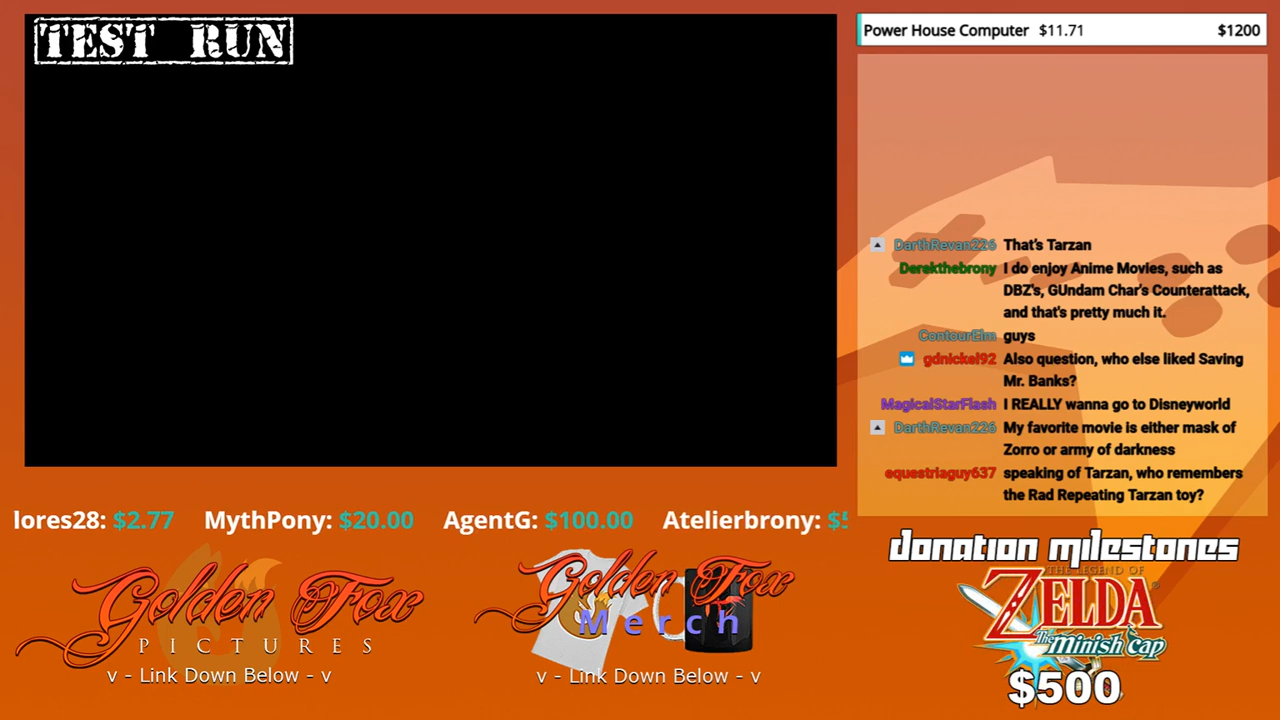 TEST RUN
Power House Computer $11.71 $1200
DarthRevan226 That's Tarzan
Derekthebrony I do enjoy Anime Movies, such as
DBZ's, GUndam Char's Counterattack,
and that's pretty much it.
ContourElm guys
gdnickel92 Also question, who else liked Saving
Mr. Banks?
MagicalStarFlash I REALLY wanna go to Disneyworld
DarthRevan226 My favorite movie is either mask of
Zorro or army of darkness
equestriaguy637 speaking of Tarzan, who remembers
the Rad Repeating Tarzan toy?
lores28: $2.77 MythPony: $20.00 AgentG: $100.00 Atelierbrony: $5
Golden Fox
PICTURES
v - Link Down Below - v
Golden Fox
Merch
v - Link Down Below - v
DONATION MILESTONES
THE LEGEND OF
ZELDA
The Minish Cap
$500